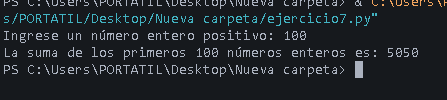 PS C:\Users\PORTATIL\Desktop\Nueva carpeta> & C:\Users\P
s/PORTATIL/Desktop/Nueva carpeta/ejercicio7.py"
Ingrese un número entero positivo: 100
La suma de los primeros 100 números enteros es: 5050
PS C:\Users\PORTATIL\Desktop\Nueva carpeta>